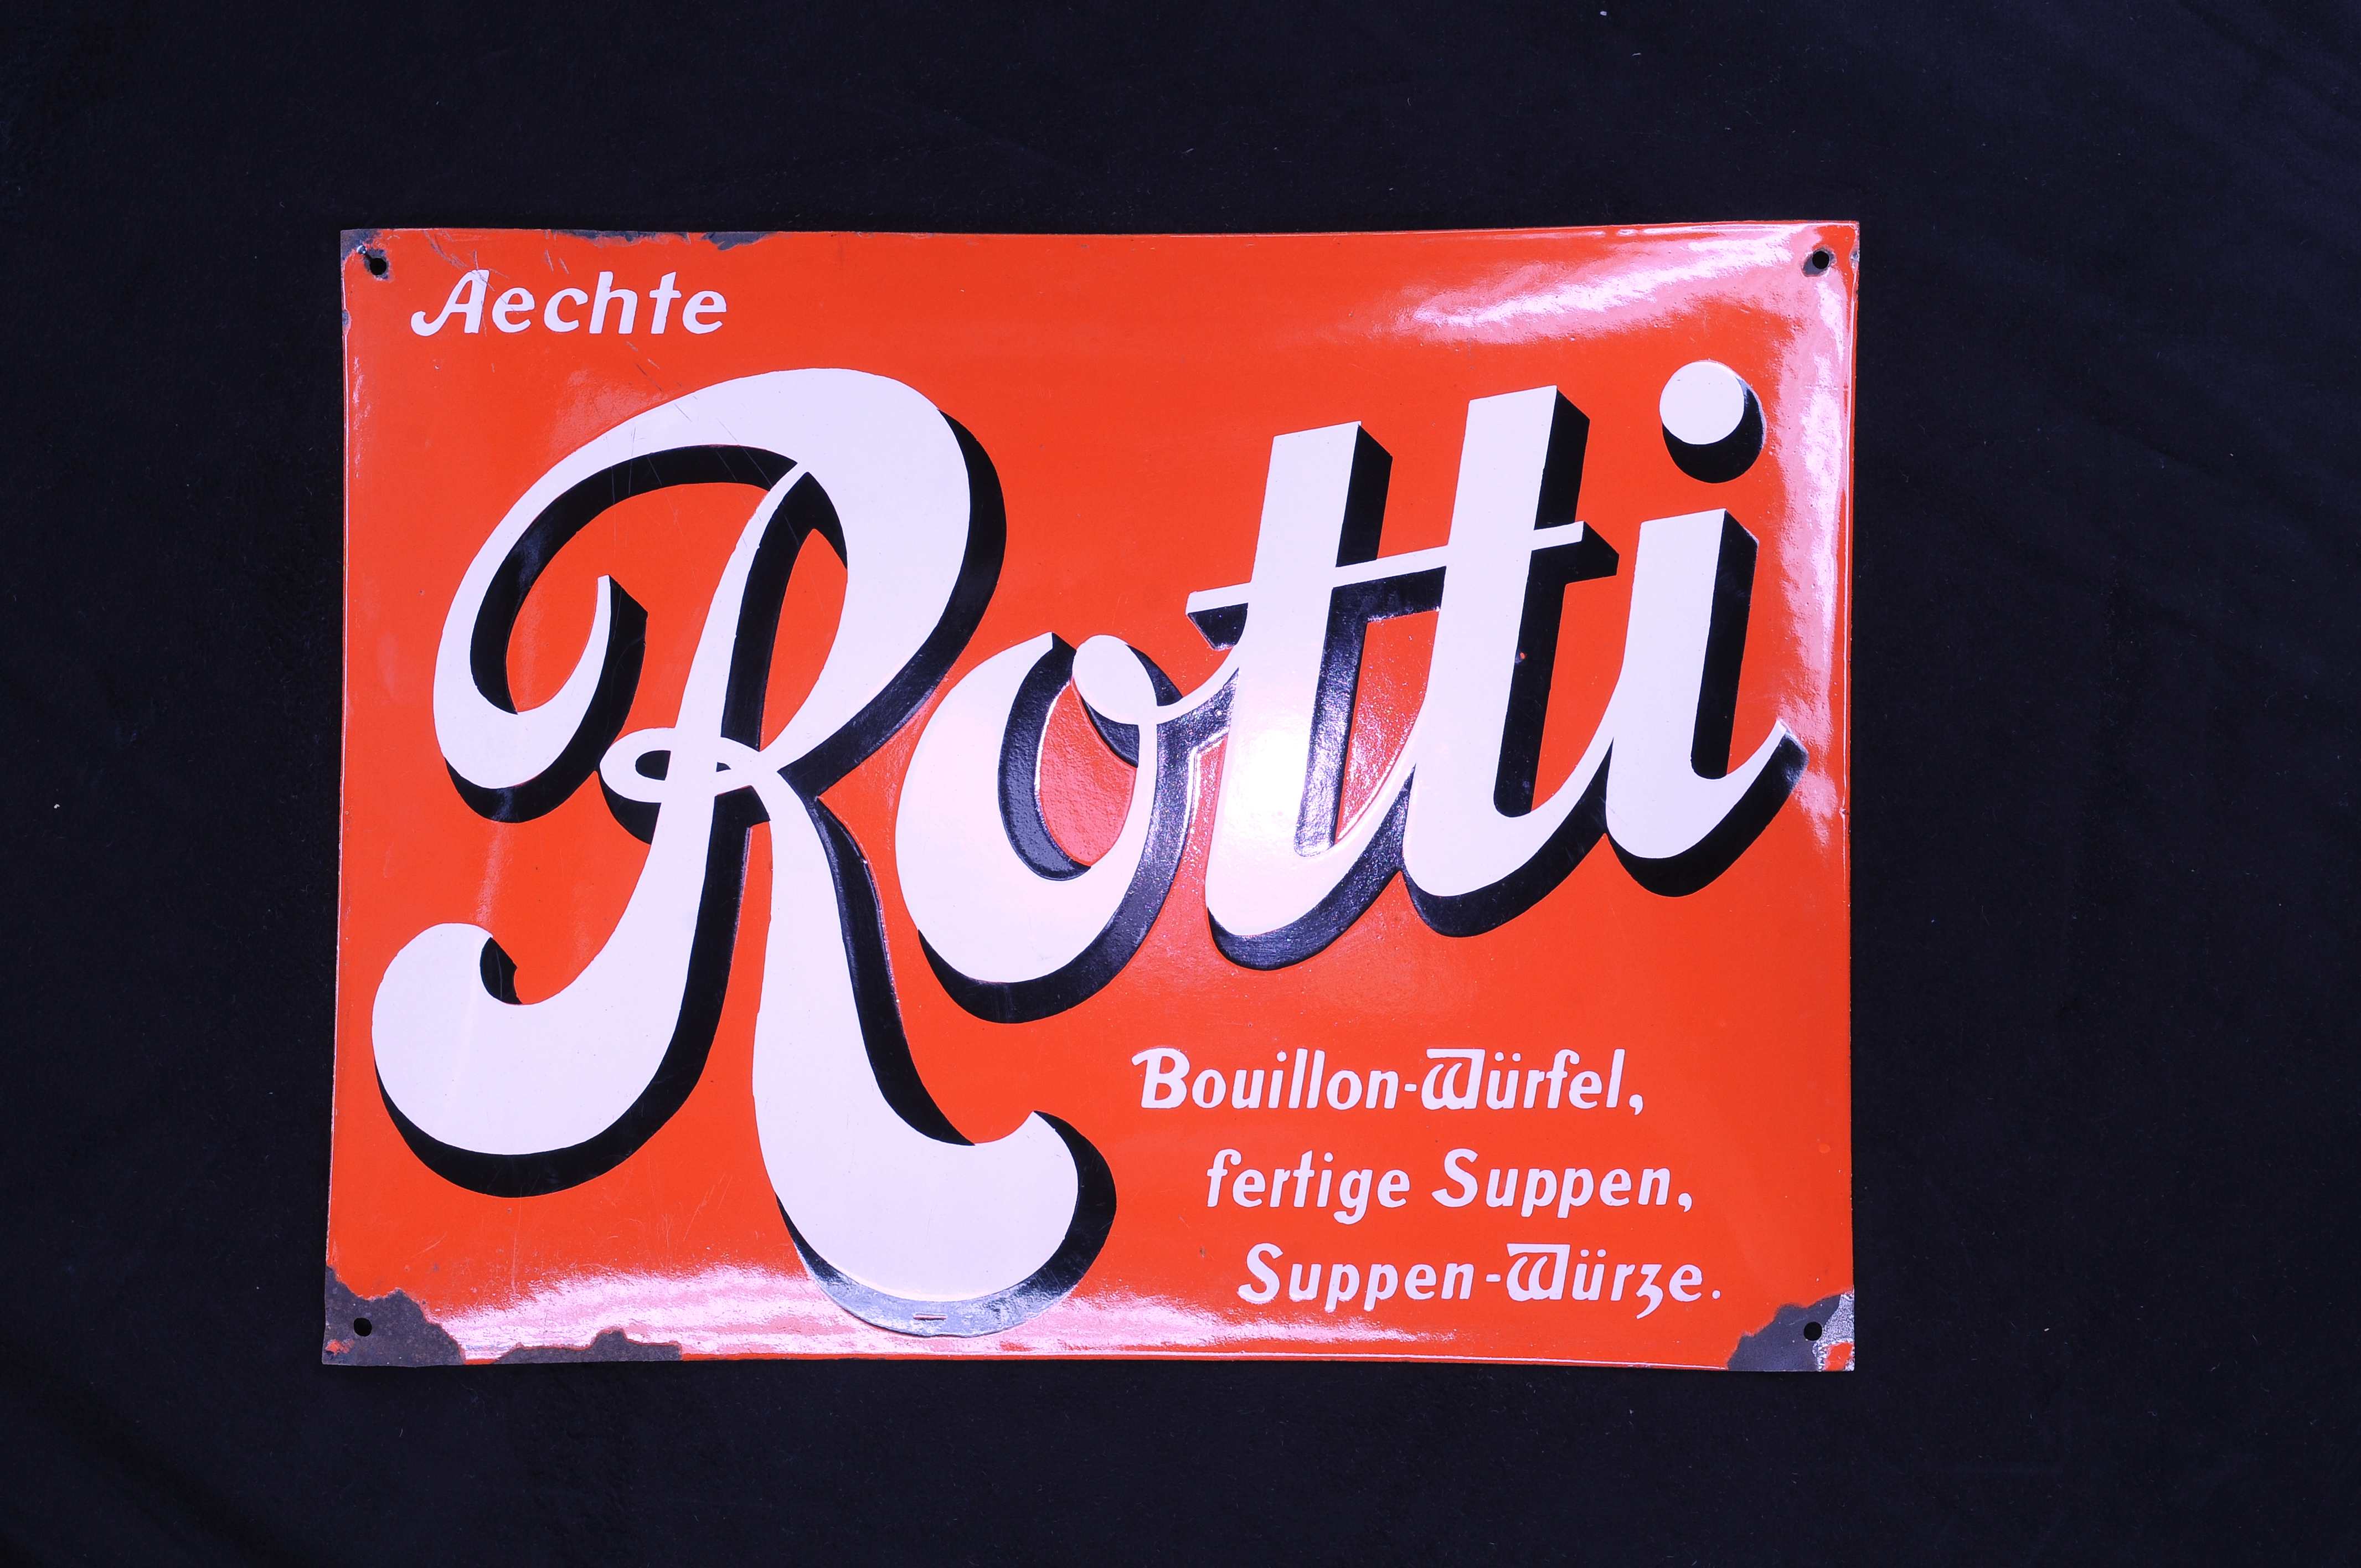 Aechte
Rotti
Bouillon-Würfel,
fertige Suppen,
Suppen-Würze.